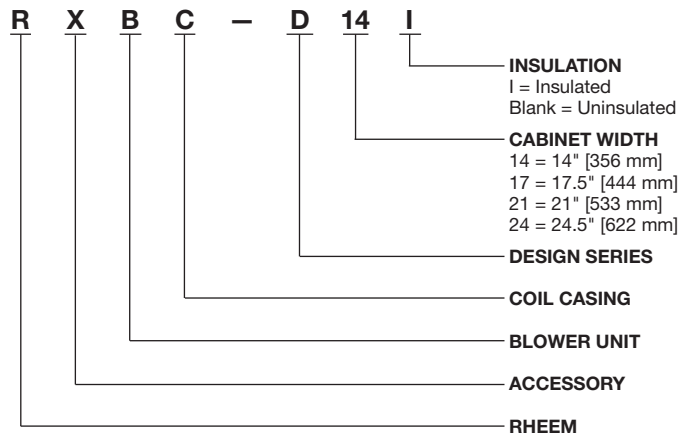 R X B C — D 14 I
INSULATION
I = Insulated
Blank = Uninsulated
CABINET WIDTH
14 = 14" [356 mm]
17 = 17.5" [444 mm]
21 = 21" [533 mm]
24 = 24.5" [622 mm]
DESIGN SERIES
COIL CASING
BLOWER UNIT
ACCESSORY
RHEEM